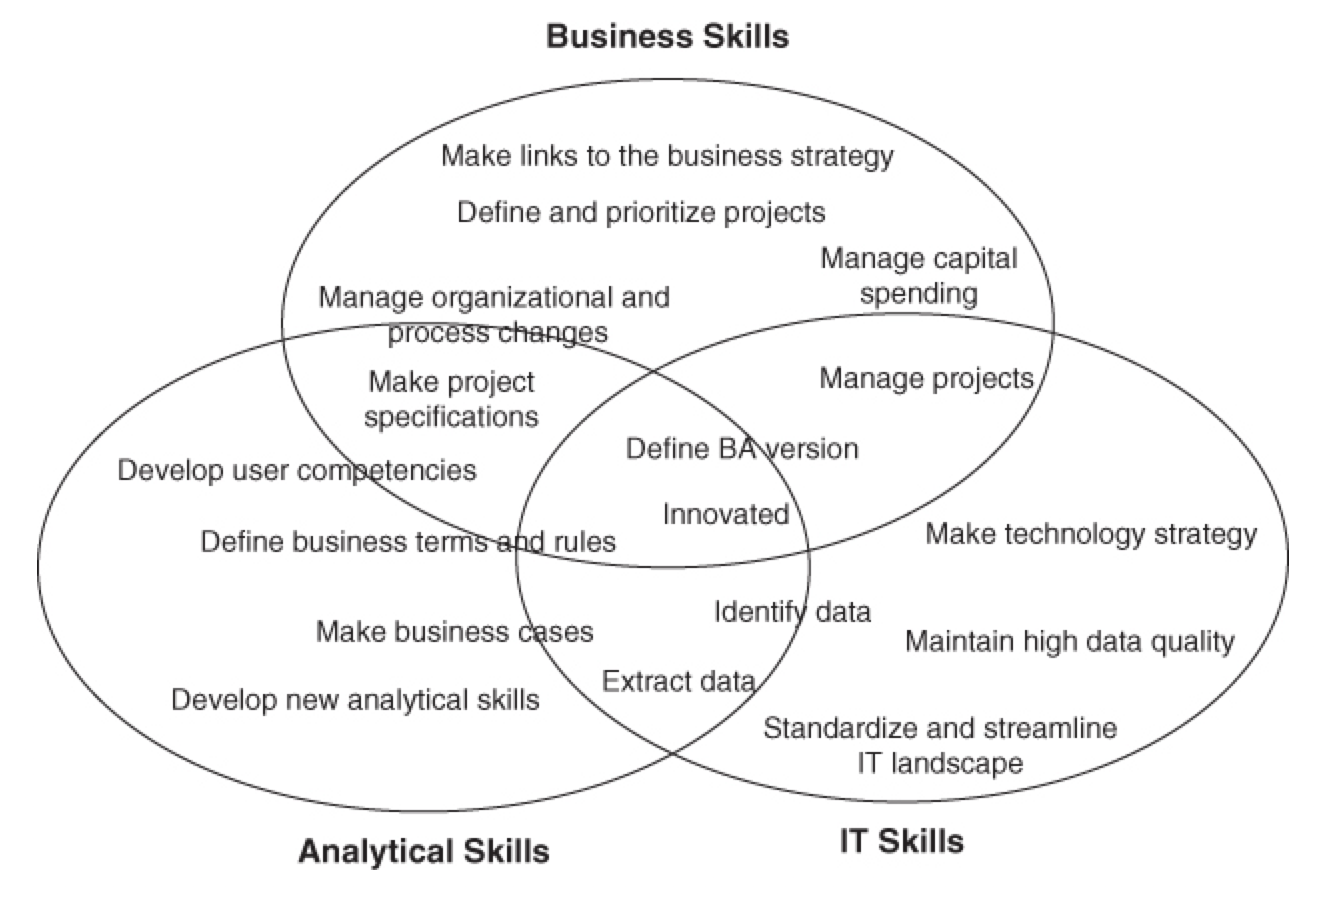 Business Skills
Make links to the business strategy
Define and prioritize projects
Manage capital
spending
Manage organizational and
process changes
Make project
specifications
Manage projects
Define BA version
Develop user competencies
Innovated
Make technology strategy
Define business terms and rules
Identify data
Make business cases
Maintain high data quality
Extract data
Develop new analytical skills
Standardize and streamline
IT landscape
Analytical Skills
IT Skills